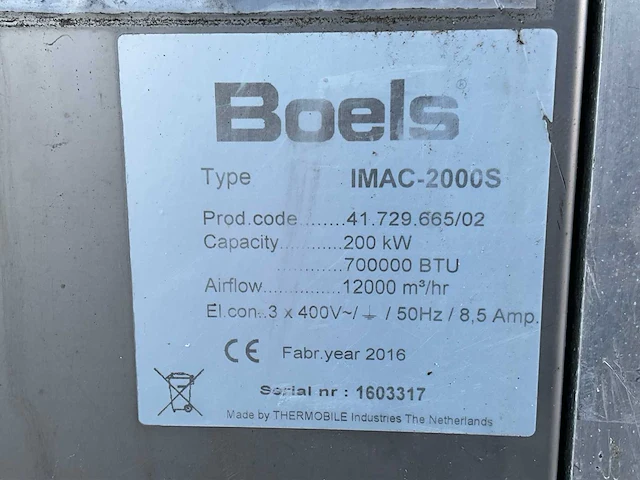 Boels®
Type IMAC-2000S
Prod.code........41.729.665/02
Capacity............200 kW
............700000 BTU
Airflow...............12000 m³/hr
El.con..3 x 400V~/⏚ / 50Hz / 8,5 Amp.
CE Fabr.year 2016
Serial nr : 1603317
Made by THERMOBILE Industries The Netherlands